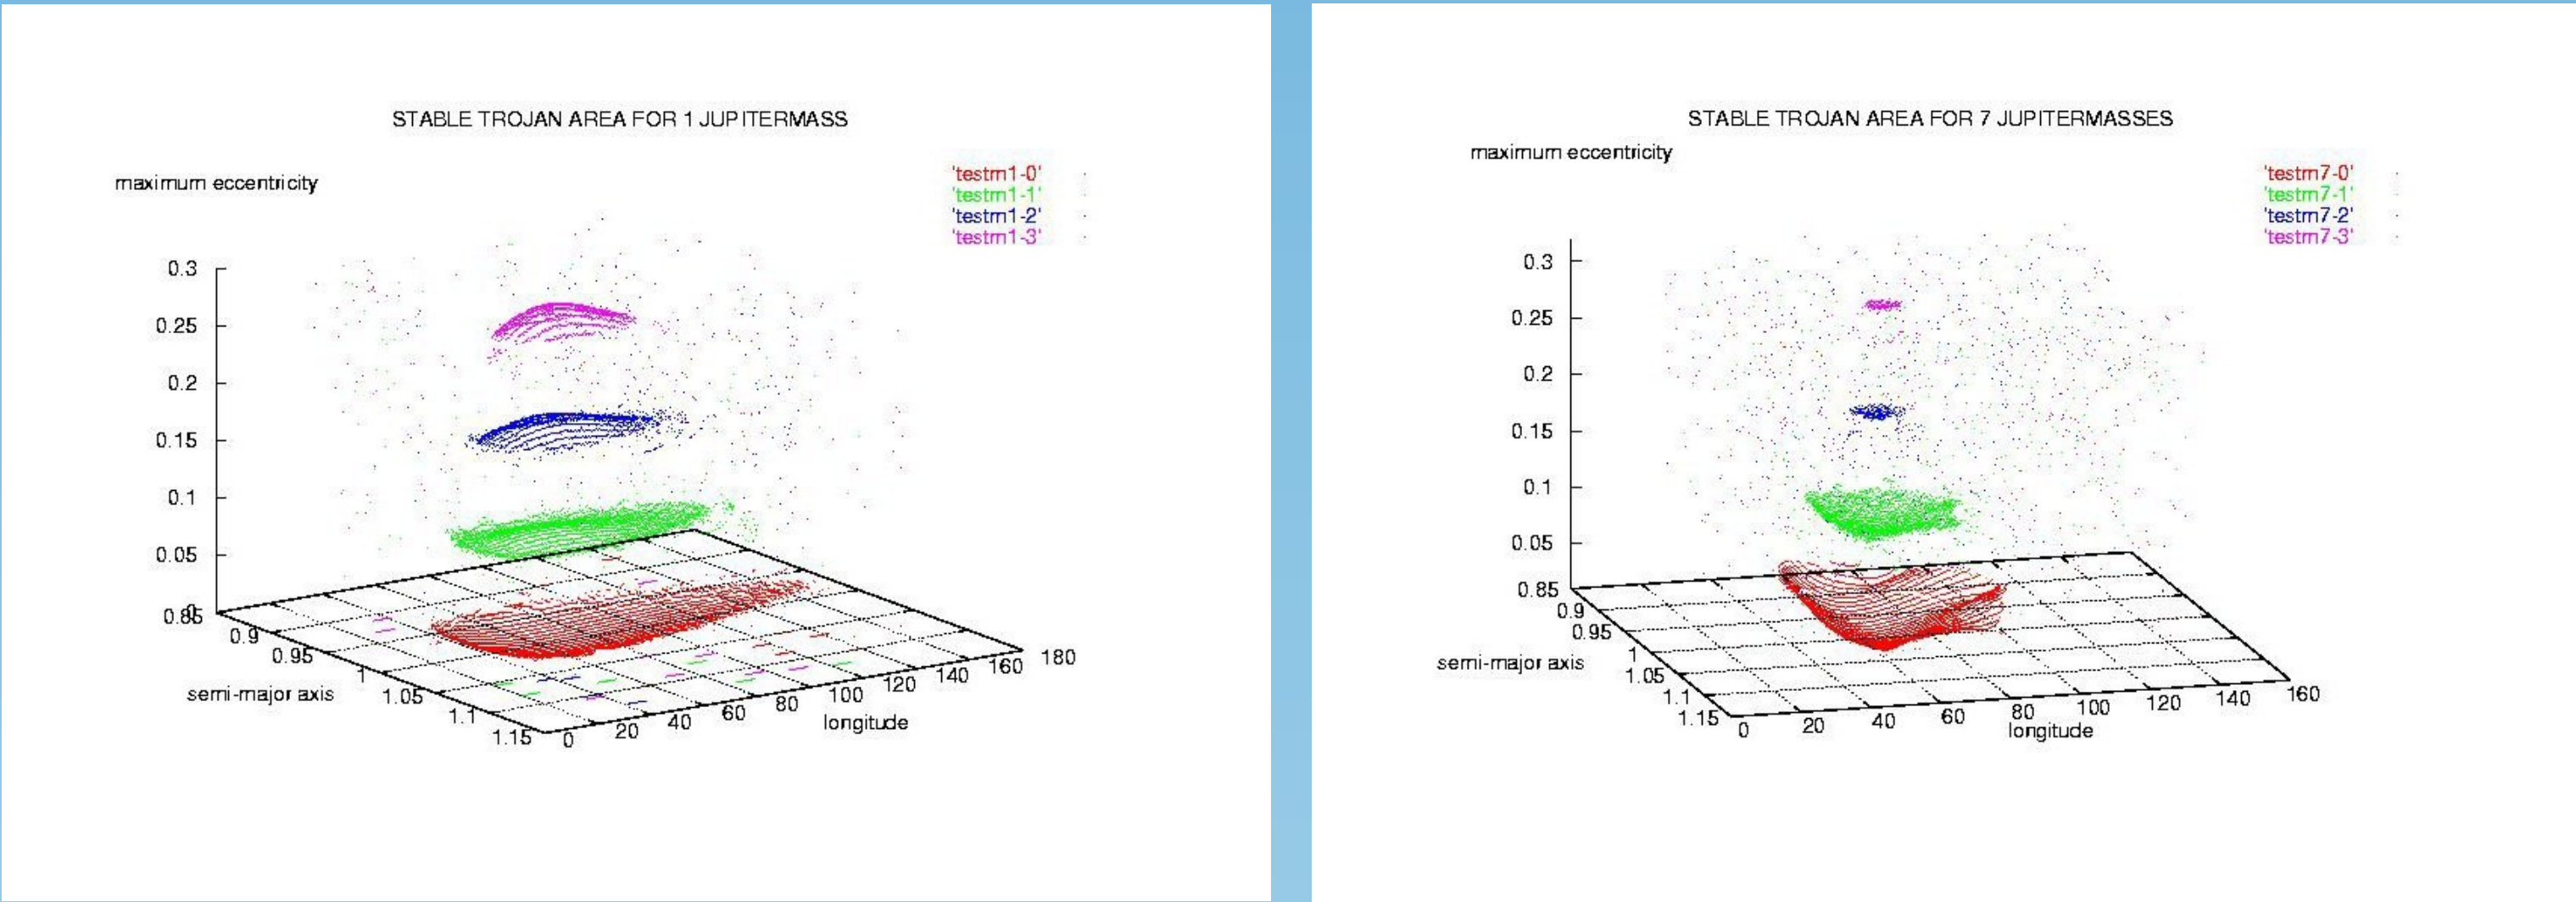 STABLE TROJAN AREA FOR 1 JUPITERMASS
maximum eccentricity
'testm1-0'
'testm1-1'
'testm1-2'
'testm1-3'
0.3
0.25
0.2
0.15
0.1
0.05
0
0.85
0.9
0.95
1
1.05
1.1
1.15
semi-major axis
0
20
40
60
80
100
120
140
160
180
longitude
STABLE TROJAN AREA FOR 7 JUPITERMASSES
maximum eccentricity
'testm7-0'
'testm7-1'
'testm7-2'
'testm7-3'
0.3
0.25
0.2
0.15
0.1
0.05
0.85
0.9
0.95
1
1.05
1.1
1.15
semi-major axis
0
20
40
60
80
100
120
140
160
longitude